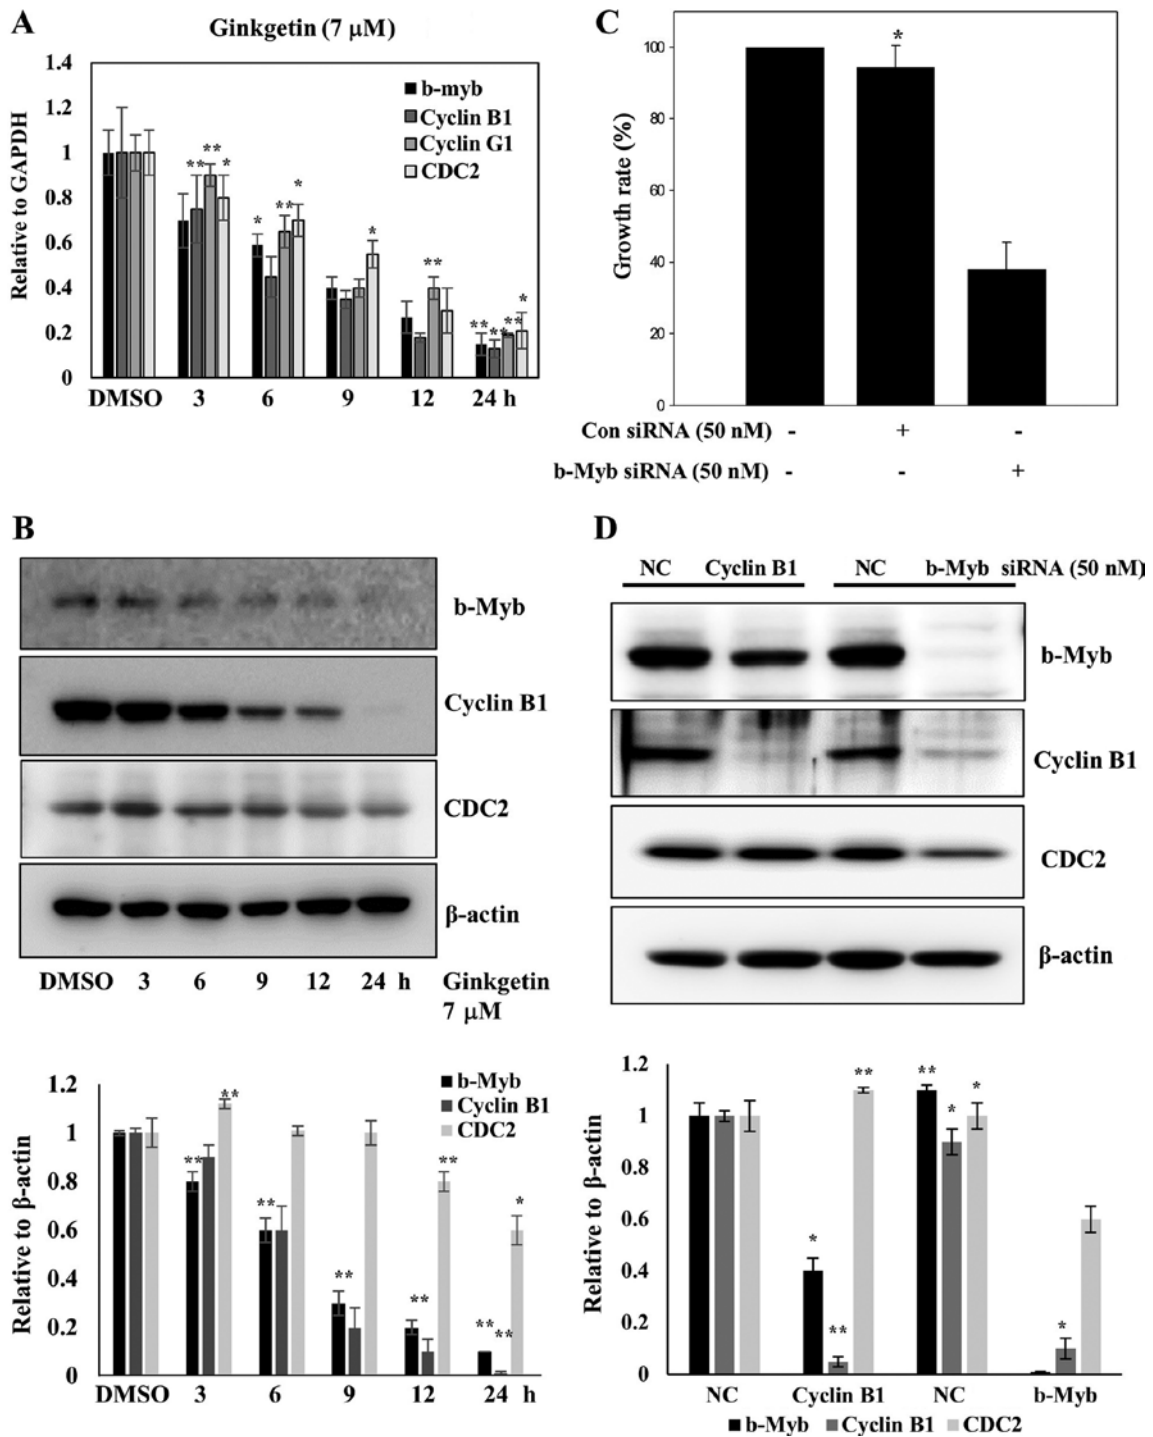 A
Ginkgetin (7 μM)
Relative to GAPDH
1.4
1.2
1
0.8
0.6
0.4
0.2
0
b-myb
Cyclin B1
Cyclin G1
CDC2
** ** *
* ** *
*
**
** ** ** *
DMSO 3 6 9 12 24 h
C
Growth rate (%)
100
80
60
40
20
0
*
Con siRNA (50 nM) - + -
b-Myb siRNA (50 nM) - - +
B
b-Myb
Cyclin B1
CDC2
β-actin
DMSO 3 6 9 12 24 h Ginkgetin
7 μM
Relative to β-actin
1.2
1
0.8
0.6
0.4
0.2
0
b-Myb
Cyclin B1
CDC2
** **
**
**
** **
** ** *
DMSO 3 6 9 12 24 h
D
NC Cyclin B1 NC b-Myb siRNA (50 nM)
b-Myb
Cyclin B1
CDC2
β-actin
Relative to β-actin
1.2
1
0.8
0.6
0.4
0.2
0
* ** **
** * *
*
NC Cyclin B1 NC b-Myb
b-Myb Cyclin B1 CDC2